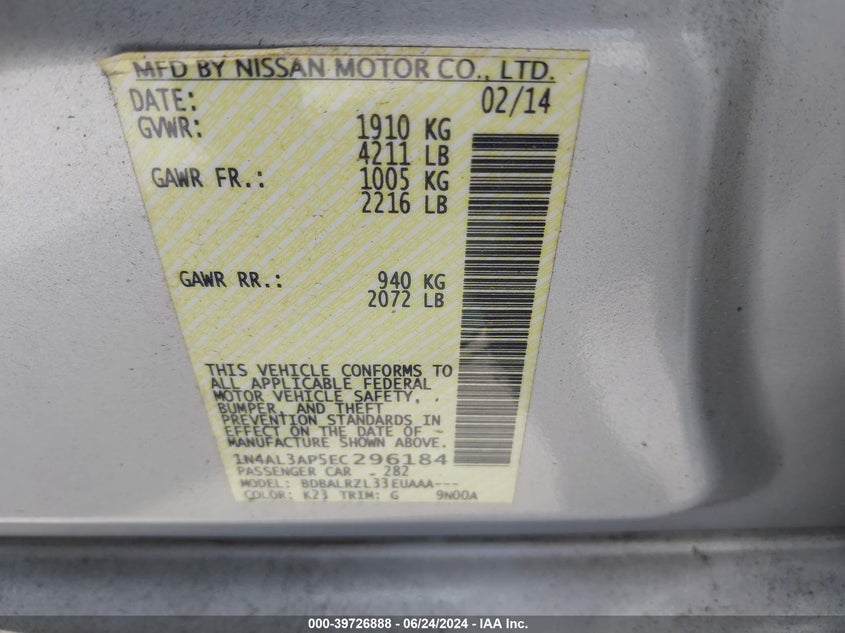 MFD BY NISSAN MOTOR CO., LTD.
DATE: 02/14
GVWR: 1910 KG
4211 LB
GAWR FR.: 1005 KG
2216 LB
GAWR RR.: 940 KG
2072 LB
THIS VEHICLE CONFORMS TO
ALL APPLICABLE FEDERAL
MOTOR VEHICLE SAFETY,
BUMPER, AND THEFT
PREVENTION STANDARDS IN
EFFECT ON THE DATE OF
MANUFACTURE SHOWN ABOVE.
1N4AL3AP5EC296184
PASSENGER CAR 282
MODEL: BDBALRZL33EUAAA---
COLOR: K23 TRIM: G 9N00A
000-39726888 - 06/24/2024 - IAA Inc.